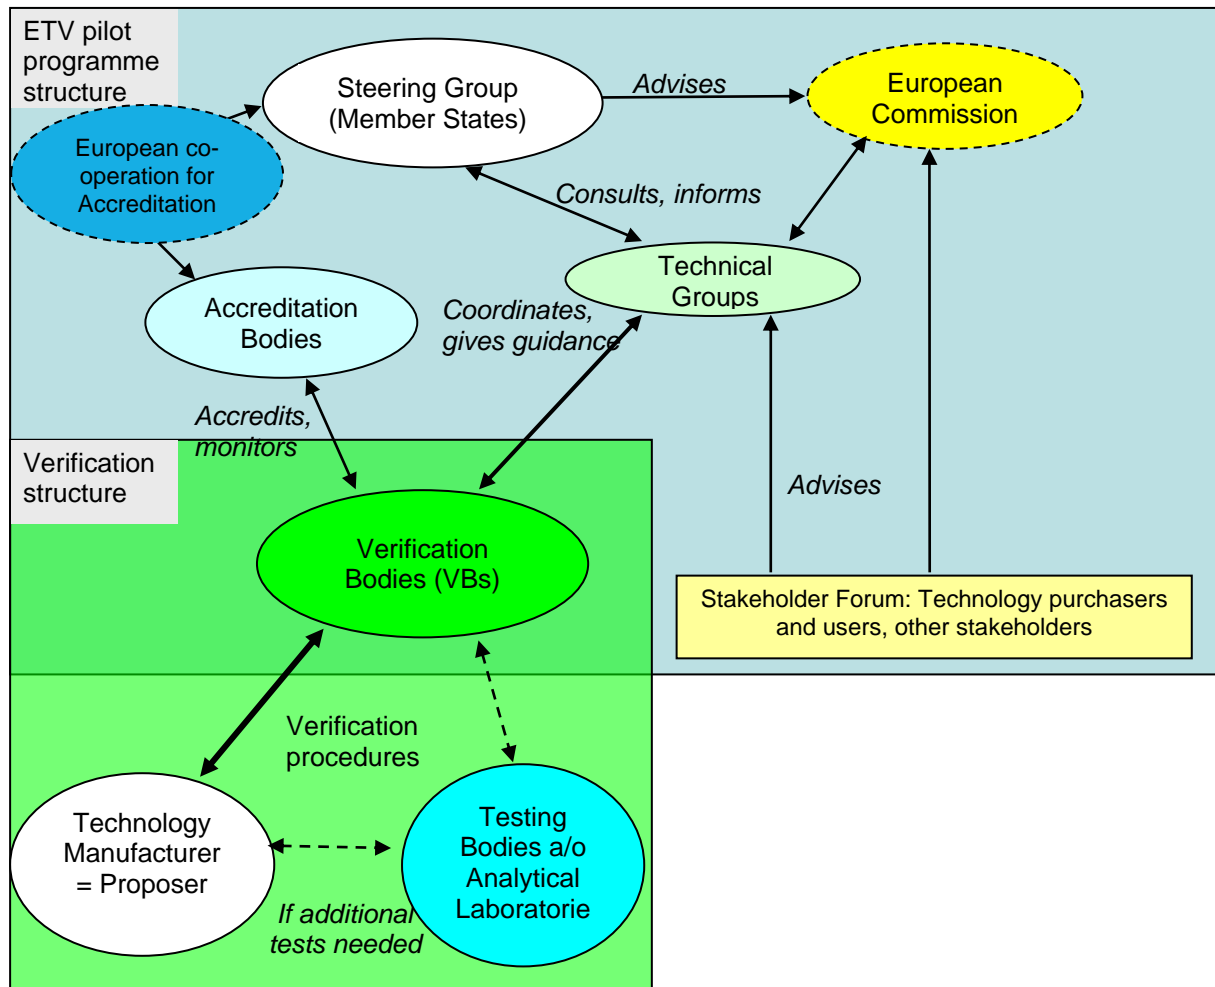 ETV pilot
programme
structure
Steering Group
(Member States)
Advises
European
Commission
European co-
operation for
Accreditation
Consults, informs
Technical
Groups
Accreditation
Bodies
Coordinates,
gives guidance
Accredits,
monitors
Verification
structure
Advises
Verification
Bodies (VBs)
Stakeholder Forum: Technology purchasers
and users, other stakeholders
Verification
procedures
Technology
Manufacturer
= Proposer
Testing
Bodies a/o
Analytical
Laboratorie
If additional
tests needed